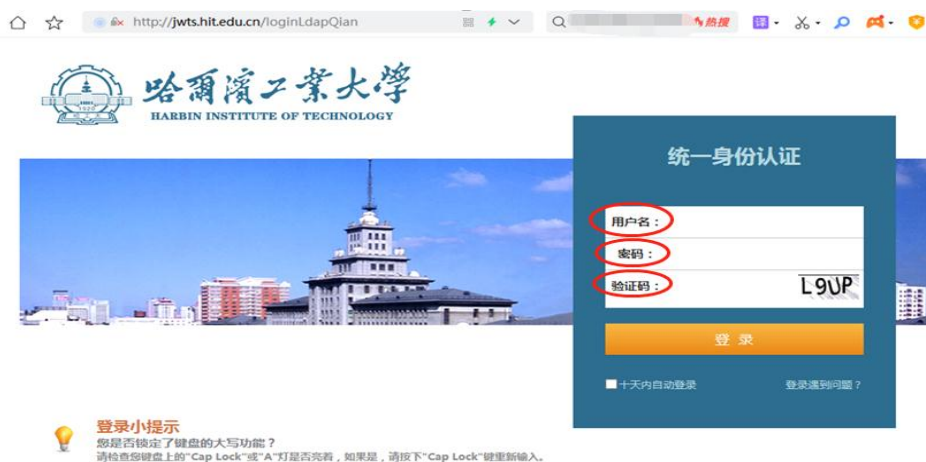 http://jwts.hit.edu.cn/loginLdapQian
热搜
译
哈爾濱工業大學
HARBIN INSTITUTE OF TECHNOLOGY
1920
统一身份认证
用户名：
密码：
验证码：
L9UP
登 录
十天内自动登录
登录遇到问题？
登录小提示
您是否锁定了键盘的大写功能？
请检查您键盘上的"Cap Lock"或"A"灯是否亮着，如果是，请按下"Cap Lock"键重新输入。